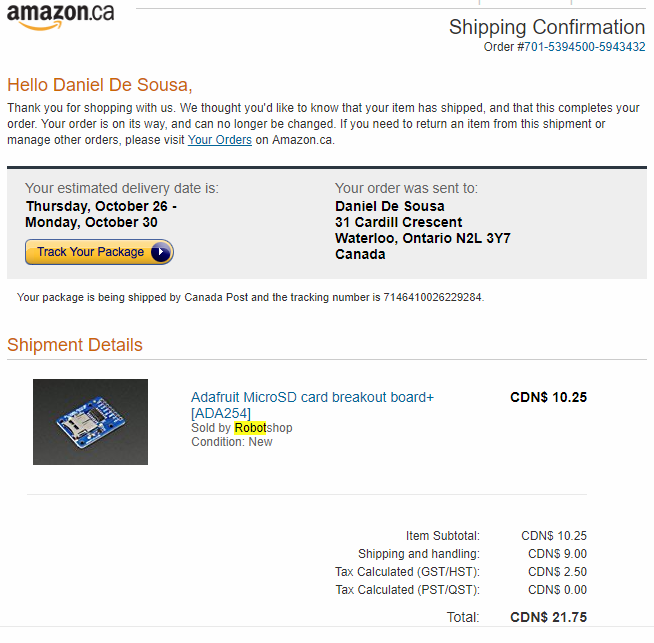 amazon.ca
Shipping Confirmation
Order #701-5394500-5943432
Hello Daniel De Sousa,
Thank you for shopping with us. We thought you'd like to know that your item has shipped, and that this completes your
order. Your order is on its way, and can no longer be changed. If you need to return an item from this shipment or
manage other orders, please visit Your Orders on Amazon.ca.
Your estimated delivery date is:
Thursday, October 26 -
Monday, October 30
Track Your Package
Your order was sent to:
Daniel De Sousa
31 Cardill Crescent
Waterloo, Ontario N2L 3Y7
Canada
Your package is being shipped by Canada Post and the tracking number is 7146410026229284.
Shipment Details
Adafruit MicroSD card breakout board+ CDN$ 10.25
[ADA254]
Sold by Robotshop
Condition: New
Item Subtotal: CDN$ 10.25
Shipping and handling: CDN$ 9.00
Tax Calculated (GST/HST): CDN$ 2.50
Tax Calculated (PST/QST): CDN$ 0.00
Total: CDN$ 21.75